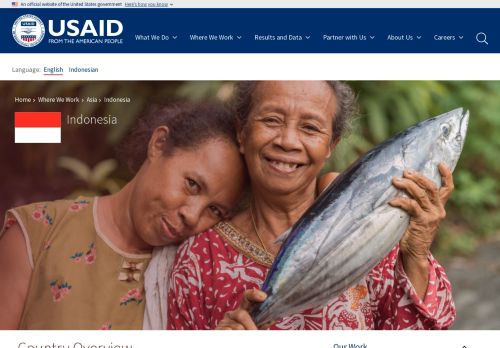 An official website of the United States government Here's how you know
USAID
FROM THE AMERICAN PEOPLE
What We Do
Where We Work
Results and Data
Partner with Us
About Us
Careers
Language: English Indonesian
Home › Where We Work › Asia › Indonesia
Indonesia
Country Overview
Our Work